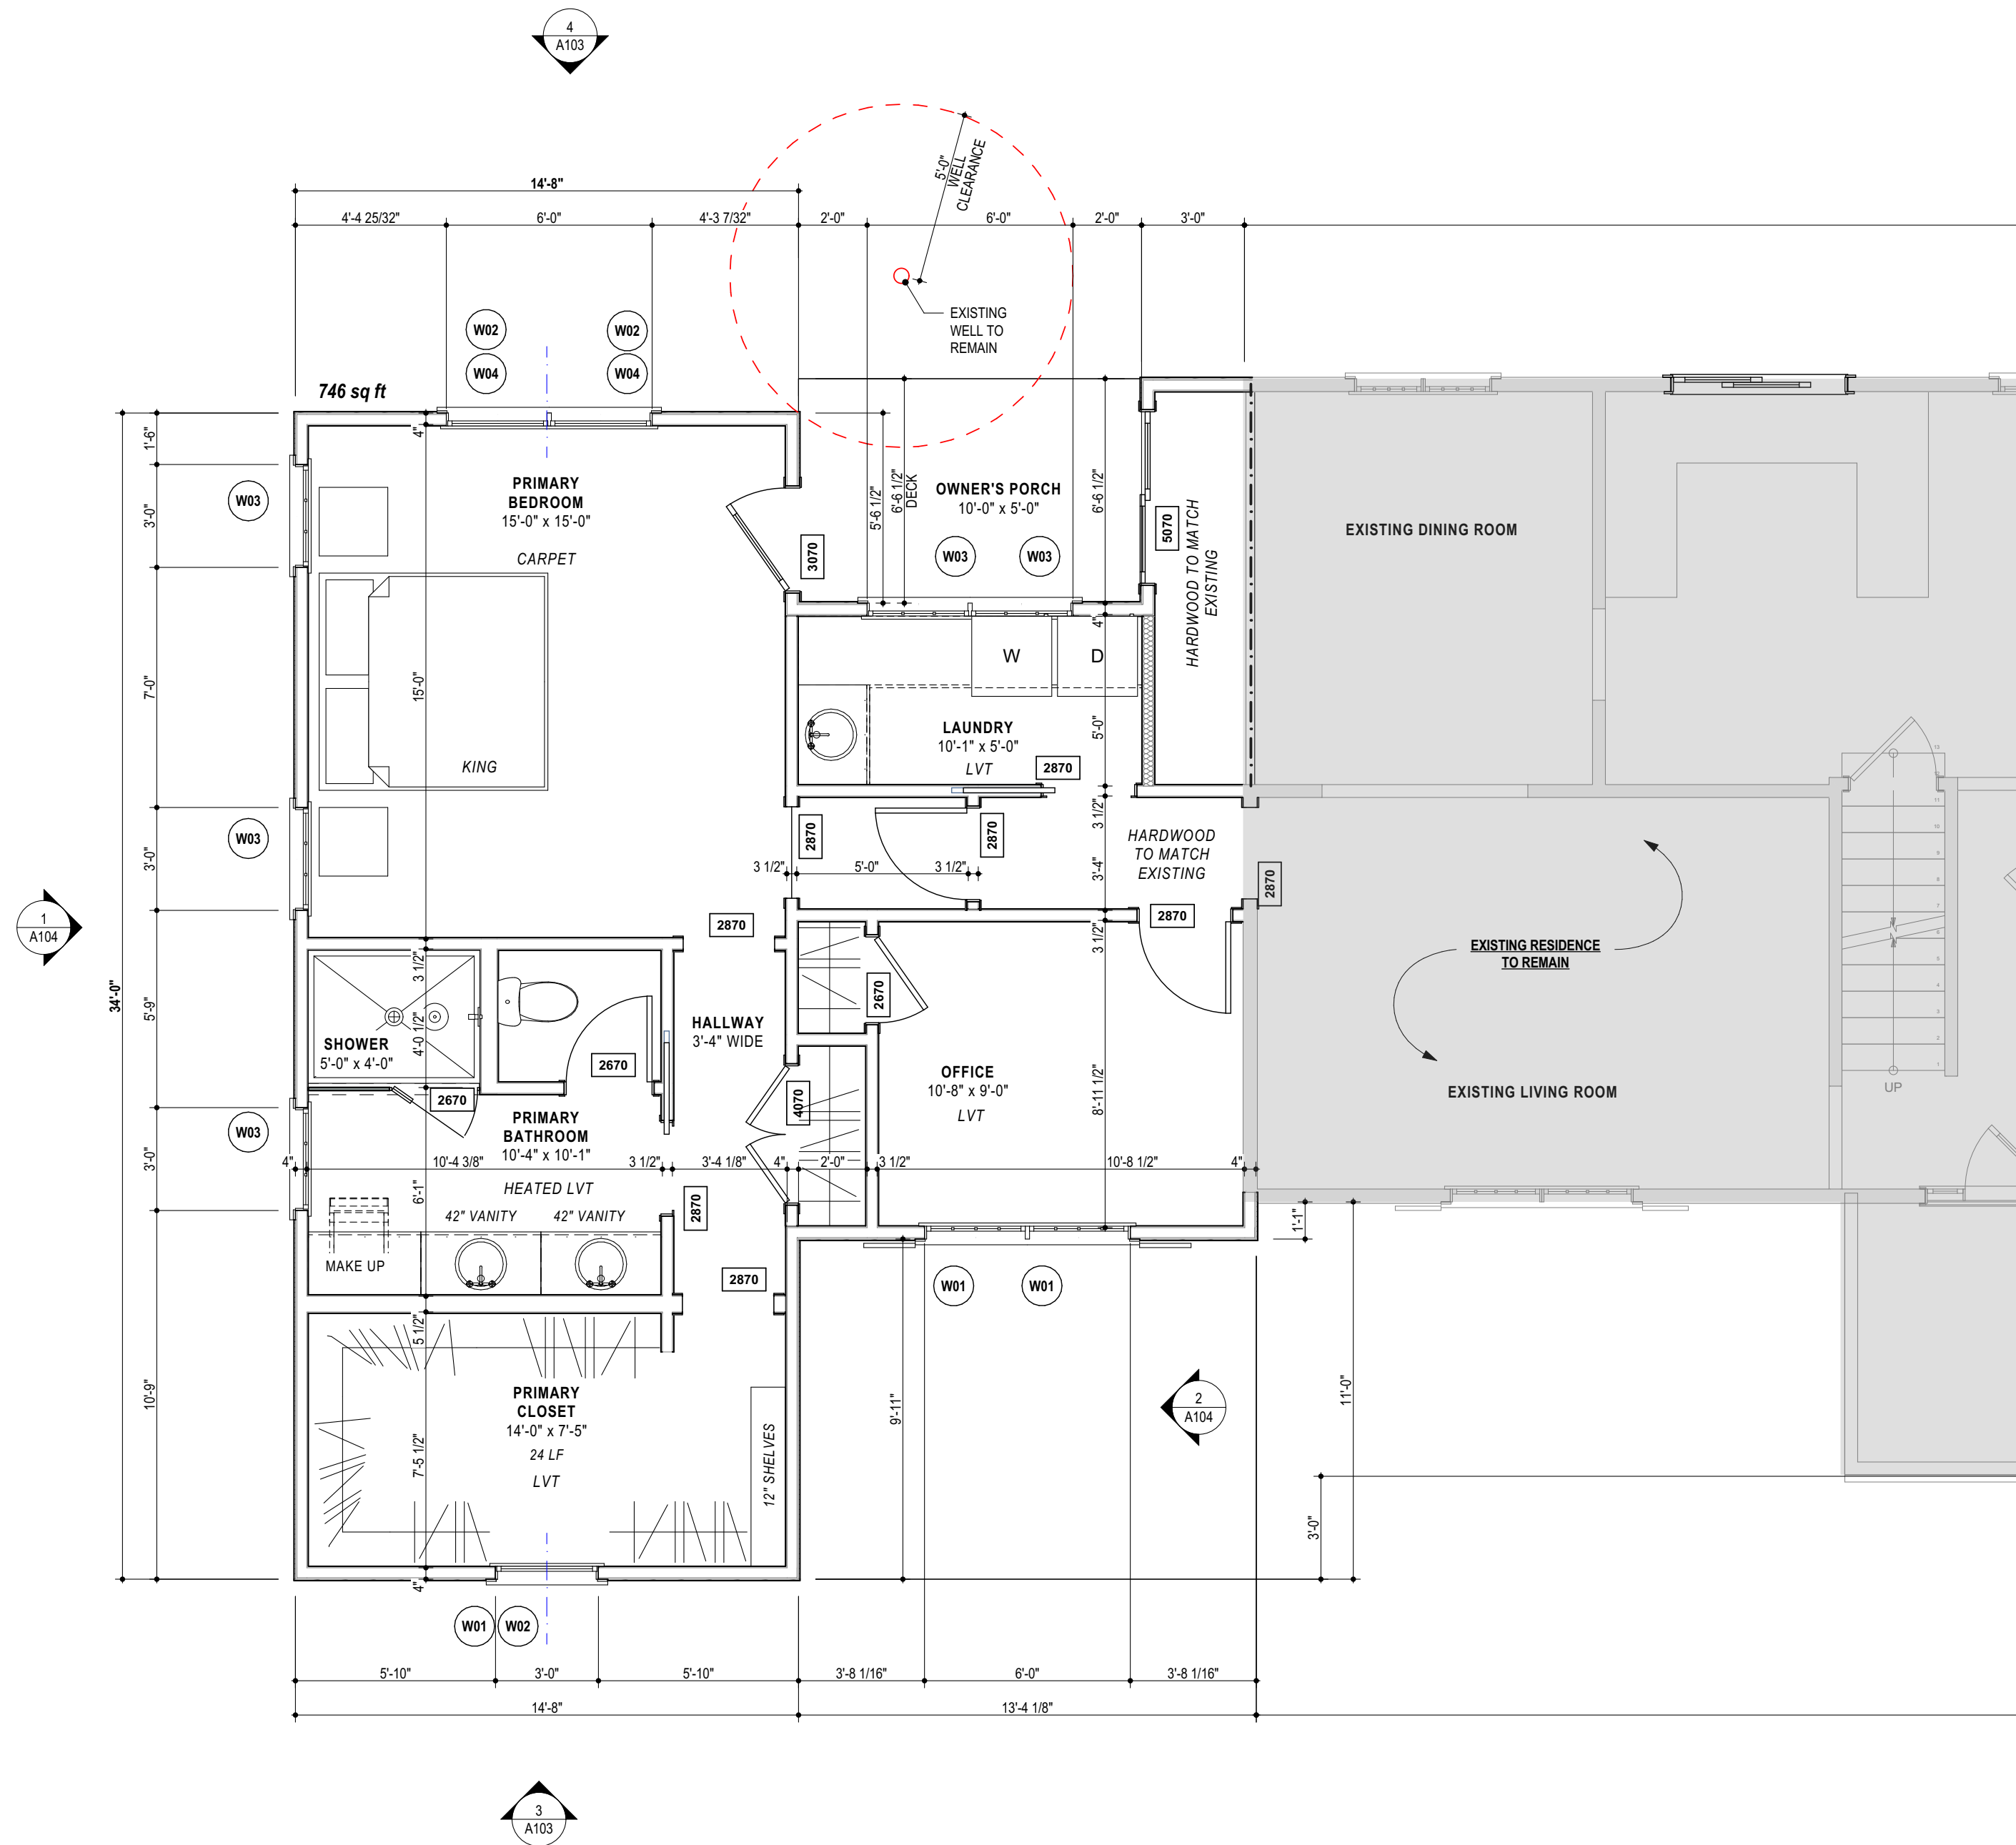 4
A103
5'-0"
WELL
CLEARANCE
14'-8"
4'-4 25/32"
6'-0"
4'-3 7/32"
2'-0"
6'-0"
2'-0"
3'-0"
EXISTING
WELL TO
REMAIN
W02
W02
W04
W04
746 sq ft
1'-6"
4"
W03
3'-0"
PRIMARY
BEDROOM
15'-0" x 15'-0"
CARPET
3070
5'-6 1/2"
6'-6 1/2"
DECK
OWNER'S PORCH
10'-0" x 5'-0"
W03
W03
6'-6 1/2"
5070
HARDWOOD TO MATCH
EXISTING
EXISTING DINING ROOM
4"
W
D
7'-0"
15'-0"
KING
LAUNDRY
10'-1" x 5'-0"
LVT
5'-0"
2870
W03
3'-0"
2870
2870
3 1/2"
5'-0"
3 1/2"
3 1/2"
3'-4"
HARDWOOD
TO MATCH
EXISTING
2870
2870
2870
1
A104
34'-0"
5'-9"
3 1/2"
4'-0 1/2"
SHOWER
5'-0" x 4'-0"
2670
2670
HALLWAY
3'-4" WIDE
2670
4070
3 1/2"
8'-11 1/2"
OFFICE
10'-8" x 9'-0"
LVT
EXISTING RESIDENCE
TO REMAIN
EXISTING LIVING ROOM
13
11
10
9
8
7
6
5
4
3
2
1
UP
W03
3'-0"
PRIMARY
BATHROOM
10'-4" x 10'-1"
4"
10'-4 3/8"
3 1/2"
3'-4 1/8"
4"
2'-0"
3 1/2"
10'-8 1/2"
4"
6'-1"
HEATED LVT
42" VANITY
42" VANITY
2870
MAKE UP
2870
1'-1"
W01
W01
5 1/2"
10'-9"
7'-5 1/2"
PRIMARY
CLOSET
14'-0" x 7'-5"
24 LF
LVT
12" SHELVES
9'-11"
2
A104
11'-0"
3'-0"
4"
W01
W02
5'-10"
3'-0"
5'-10"
3'-8 1/16"
6'-0"
3'-8 1/16"
14'-8"
13'-4 1/8"
3
A103